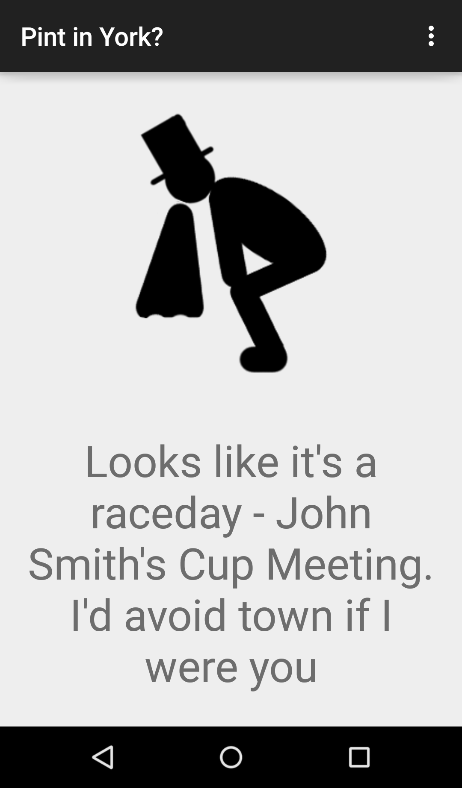 Pint in York?
Looks like it's a
raceday - John
Smith's Cup Meeting.
I'd avoid town if I
were you